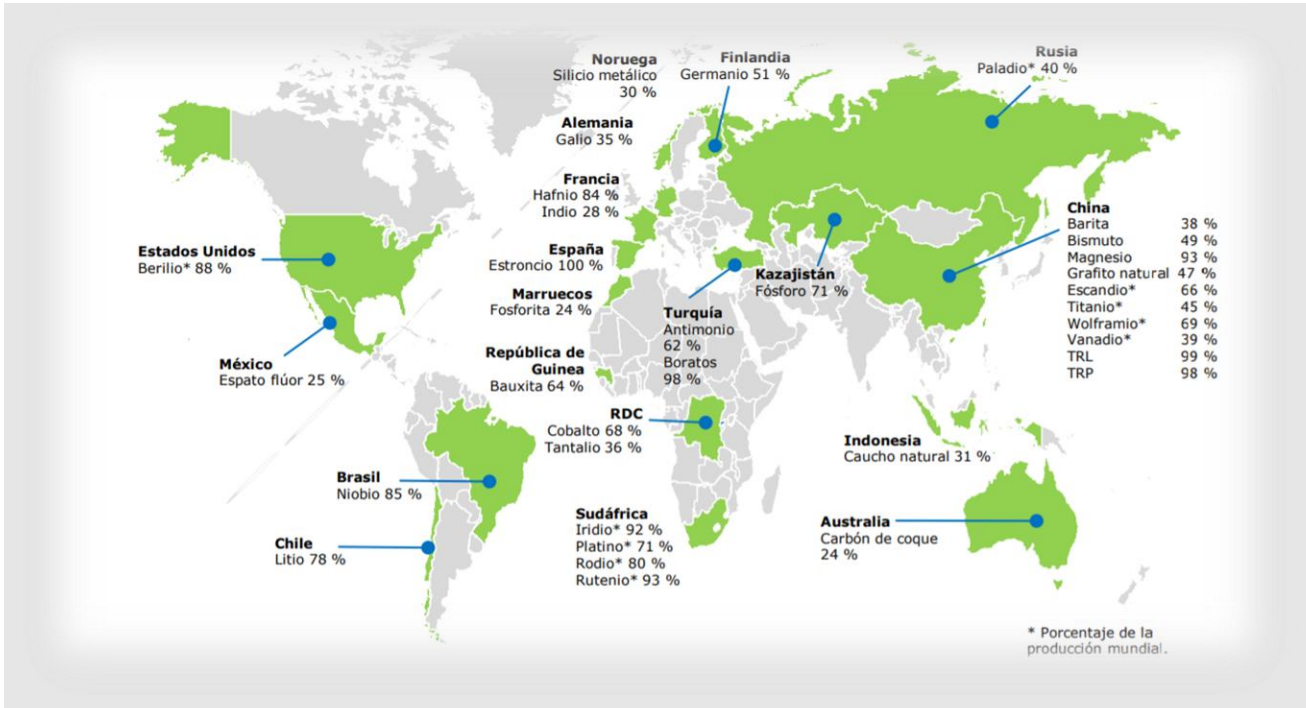 Noruega
Silicio metálico
30 %
Finlandia
Germanio 51 %
Rusia
Paladio* 40 %
Alemania
Galio 35 %
Francia
Hafnio 84 %
Indio 28 %
España
Estroncio 100 %
Marruecos
Fosforita 24 %
República de
Guinea
Bauxita 64 %
Estados Unidos
Berilio* 88 %
México
Espato flúor 25 %
Turquía
Antimonio
62 %
Boratos
98 %
Kazajistán
Fósforo 71 %
China
Barita 38 %
Bismuto 49 %
Magnesio 93 %
Grafito natural 47 %
Escandio* 66 %
Titanio* 45 %
Wolframio* 69 %
Vanadio* 39 %
TRL 99 %
TRP 98 %
RDC
Cobalto 68 %
Tantalio 36 %
Indonesia
Caucho natural 31 %
Brasil
Niobio 85 %
Chile
Litio 78 %
Sudáfrica
Iridio* 92 %
Platino* 71 %
Rodio* 80 %
Rutenio* 93 %
Australia
Carbón de coque
24 %
* Porcentaje de la
producción mundial.